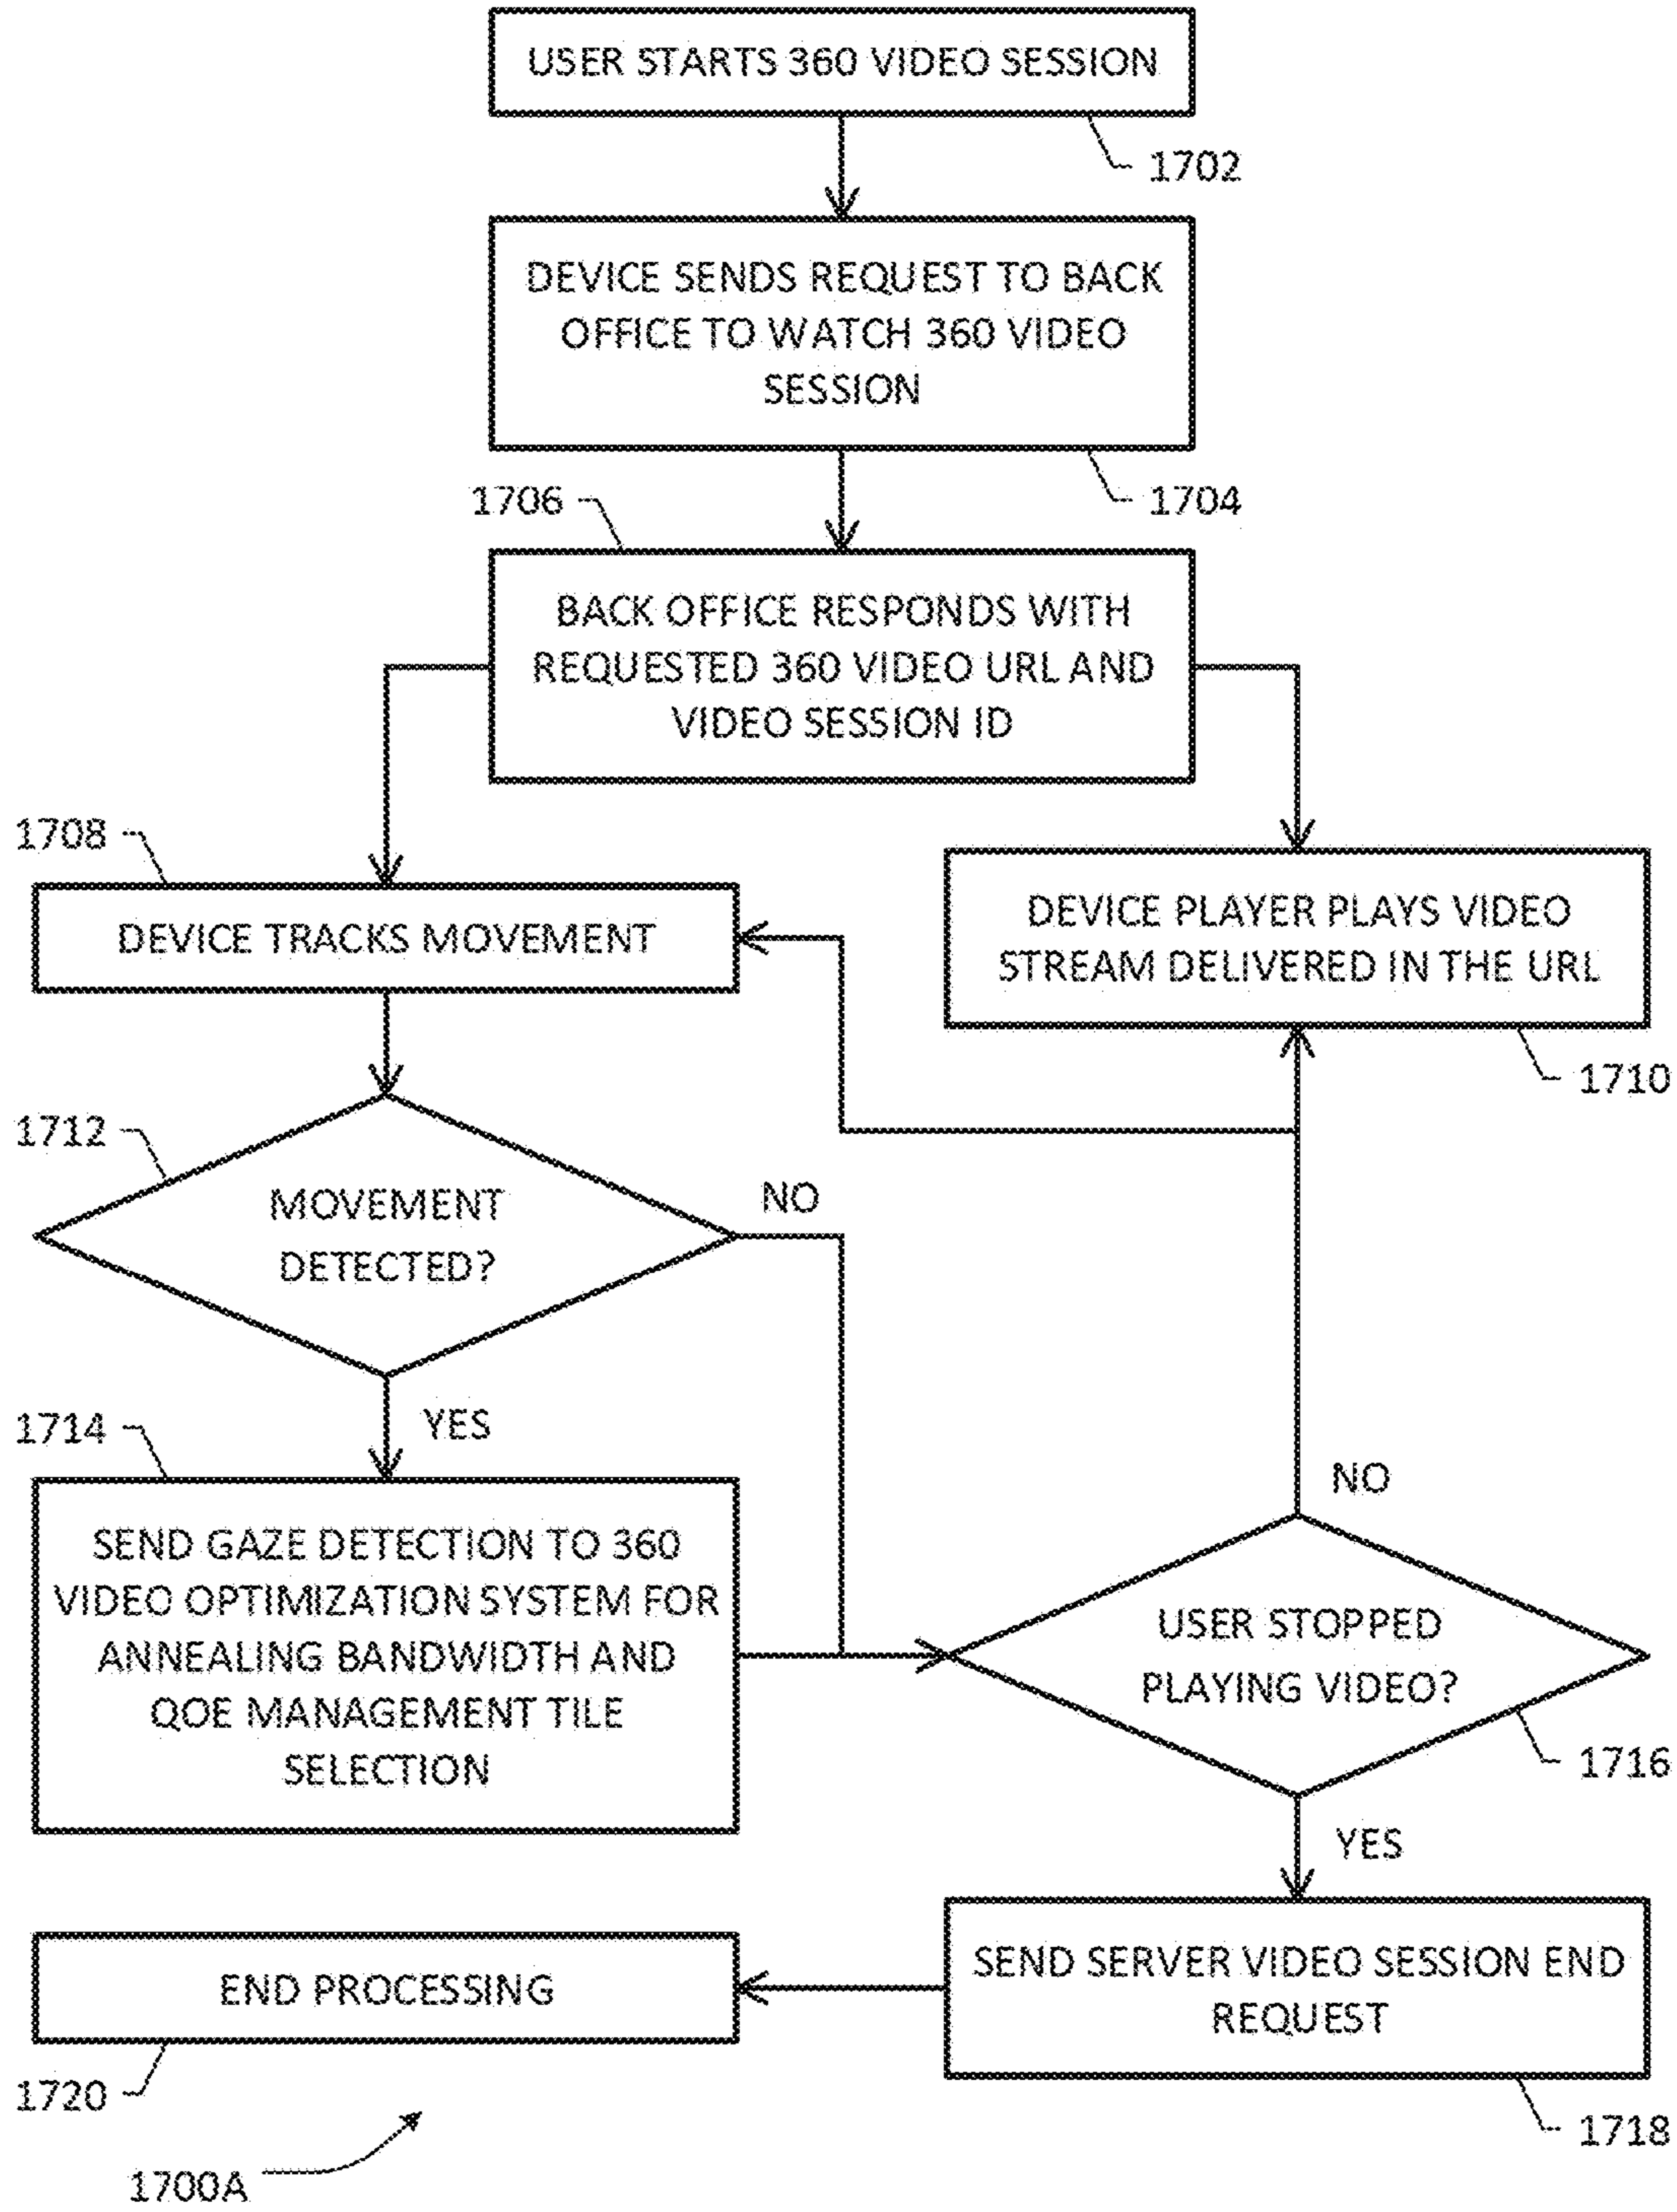 USER STARTS 360 VIDEO SESSION
1702
DEVICE SENDS REQUEST TO BACK
OFFICE TO WATCH 360 VIDEO
SESSION
1704
1706
BACK OFFICE RESPONDS WITH
REQUESTED 360 VIDEO URL AND
VIDEO SESSION ID
1708
DEVICE TRACKS MOVEMENT
DEVICE PLAYER PLAYS VIDEO
STREAM DELIVERED IN THE URL
1710
1712
MOVEMENT
DETECTED?
NO
YES
1714
SEND GAZE DETECTION TO 360
VIDEO OPTIMIZATION SYSTEM FOR
ANNEALING BANDWIDTH AND
QOE MANAGEMENT TILE
SELECTION
NO
USER STOPPED
PLAYING VIDEO?
1716
YES
SEND SERVER VIDEO SESSION END
REQUEST
1718
END PROCESSING
1720
1700A